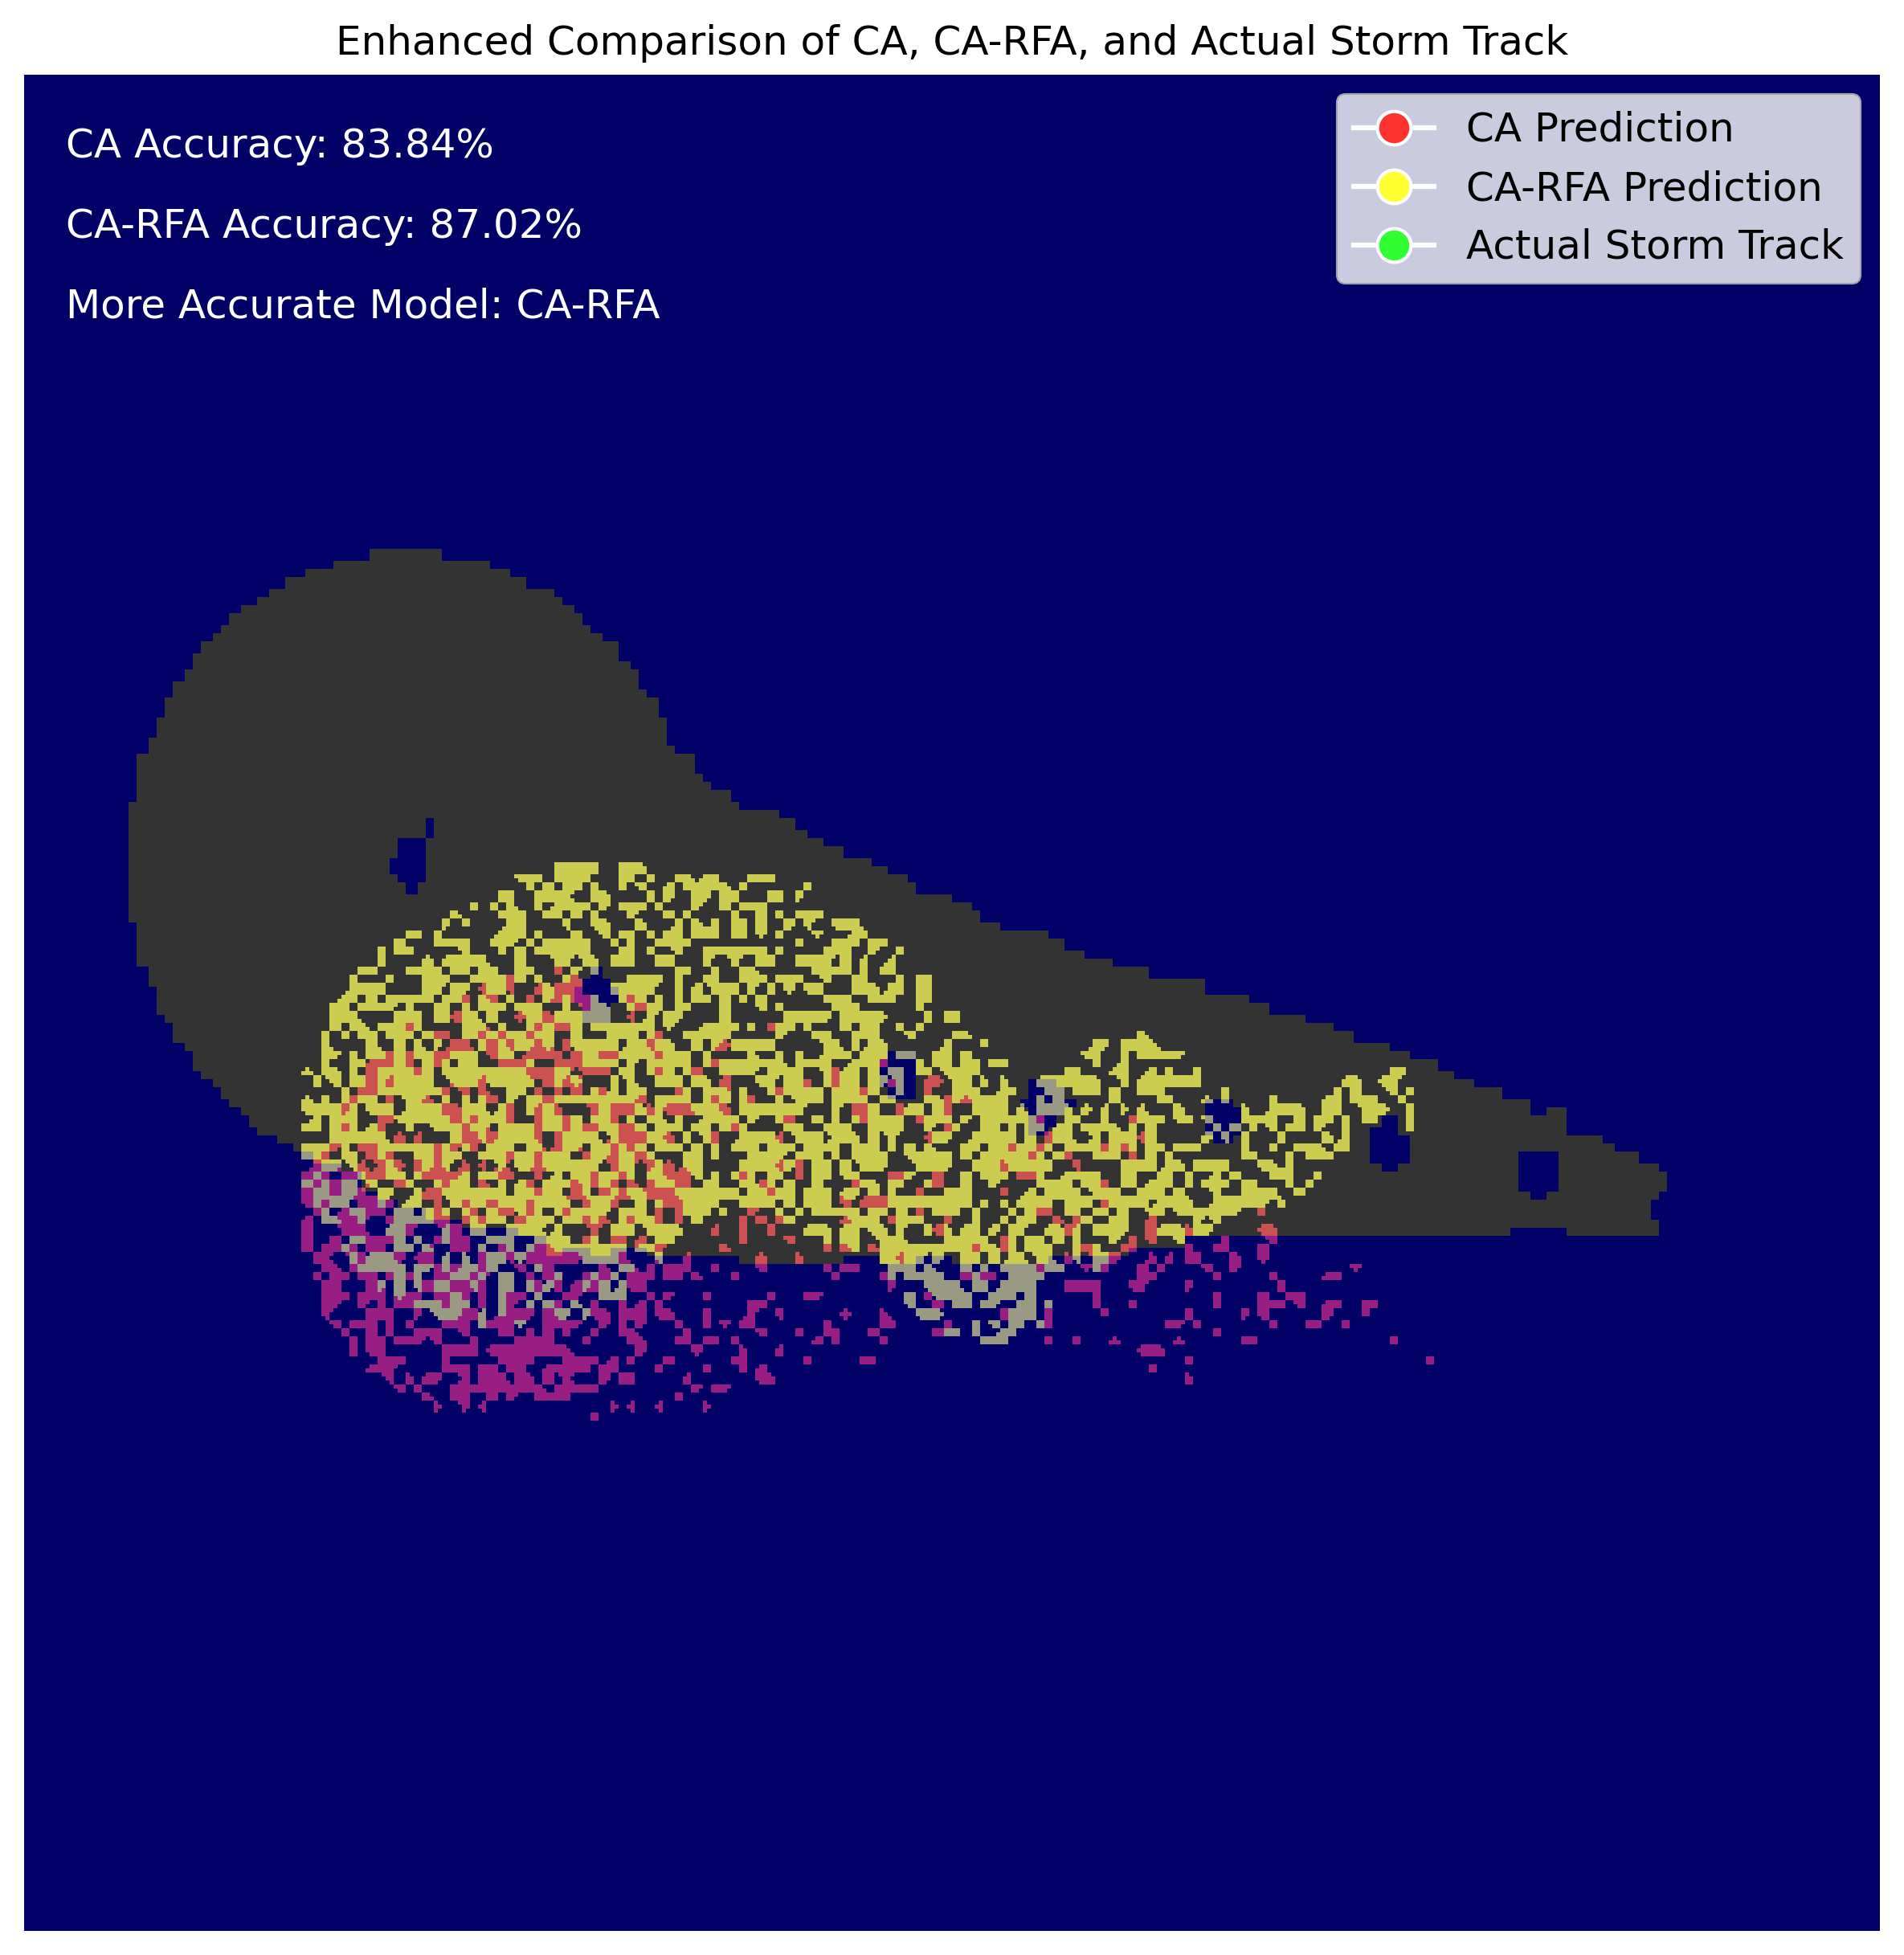 Enhanced Comparison of CA, CA-RFA, and Actual Storm Track
CA Accuracy: 83.84%
CA-RFA Accuracy: 87.02%
More Accurate Model: CA-RFA
CA Prediction
CA-RFA Prediction
Actual Storm Track